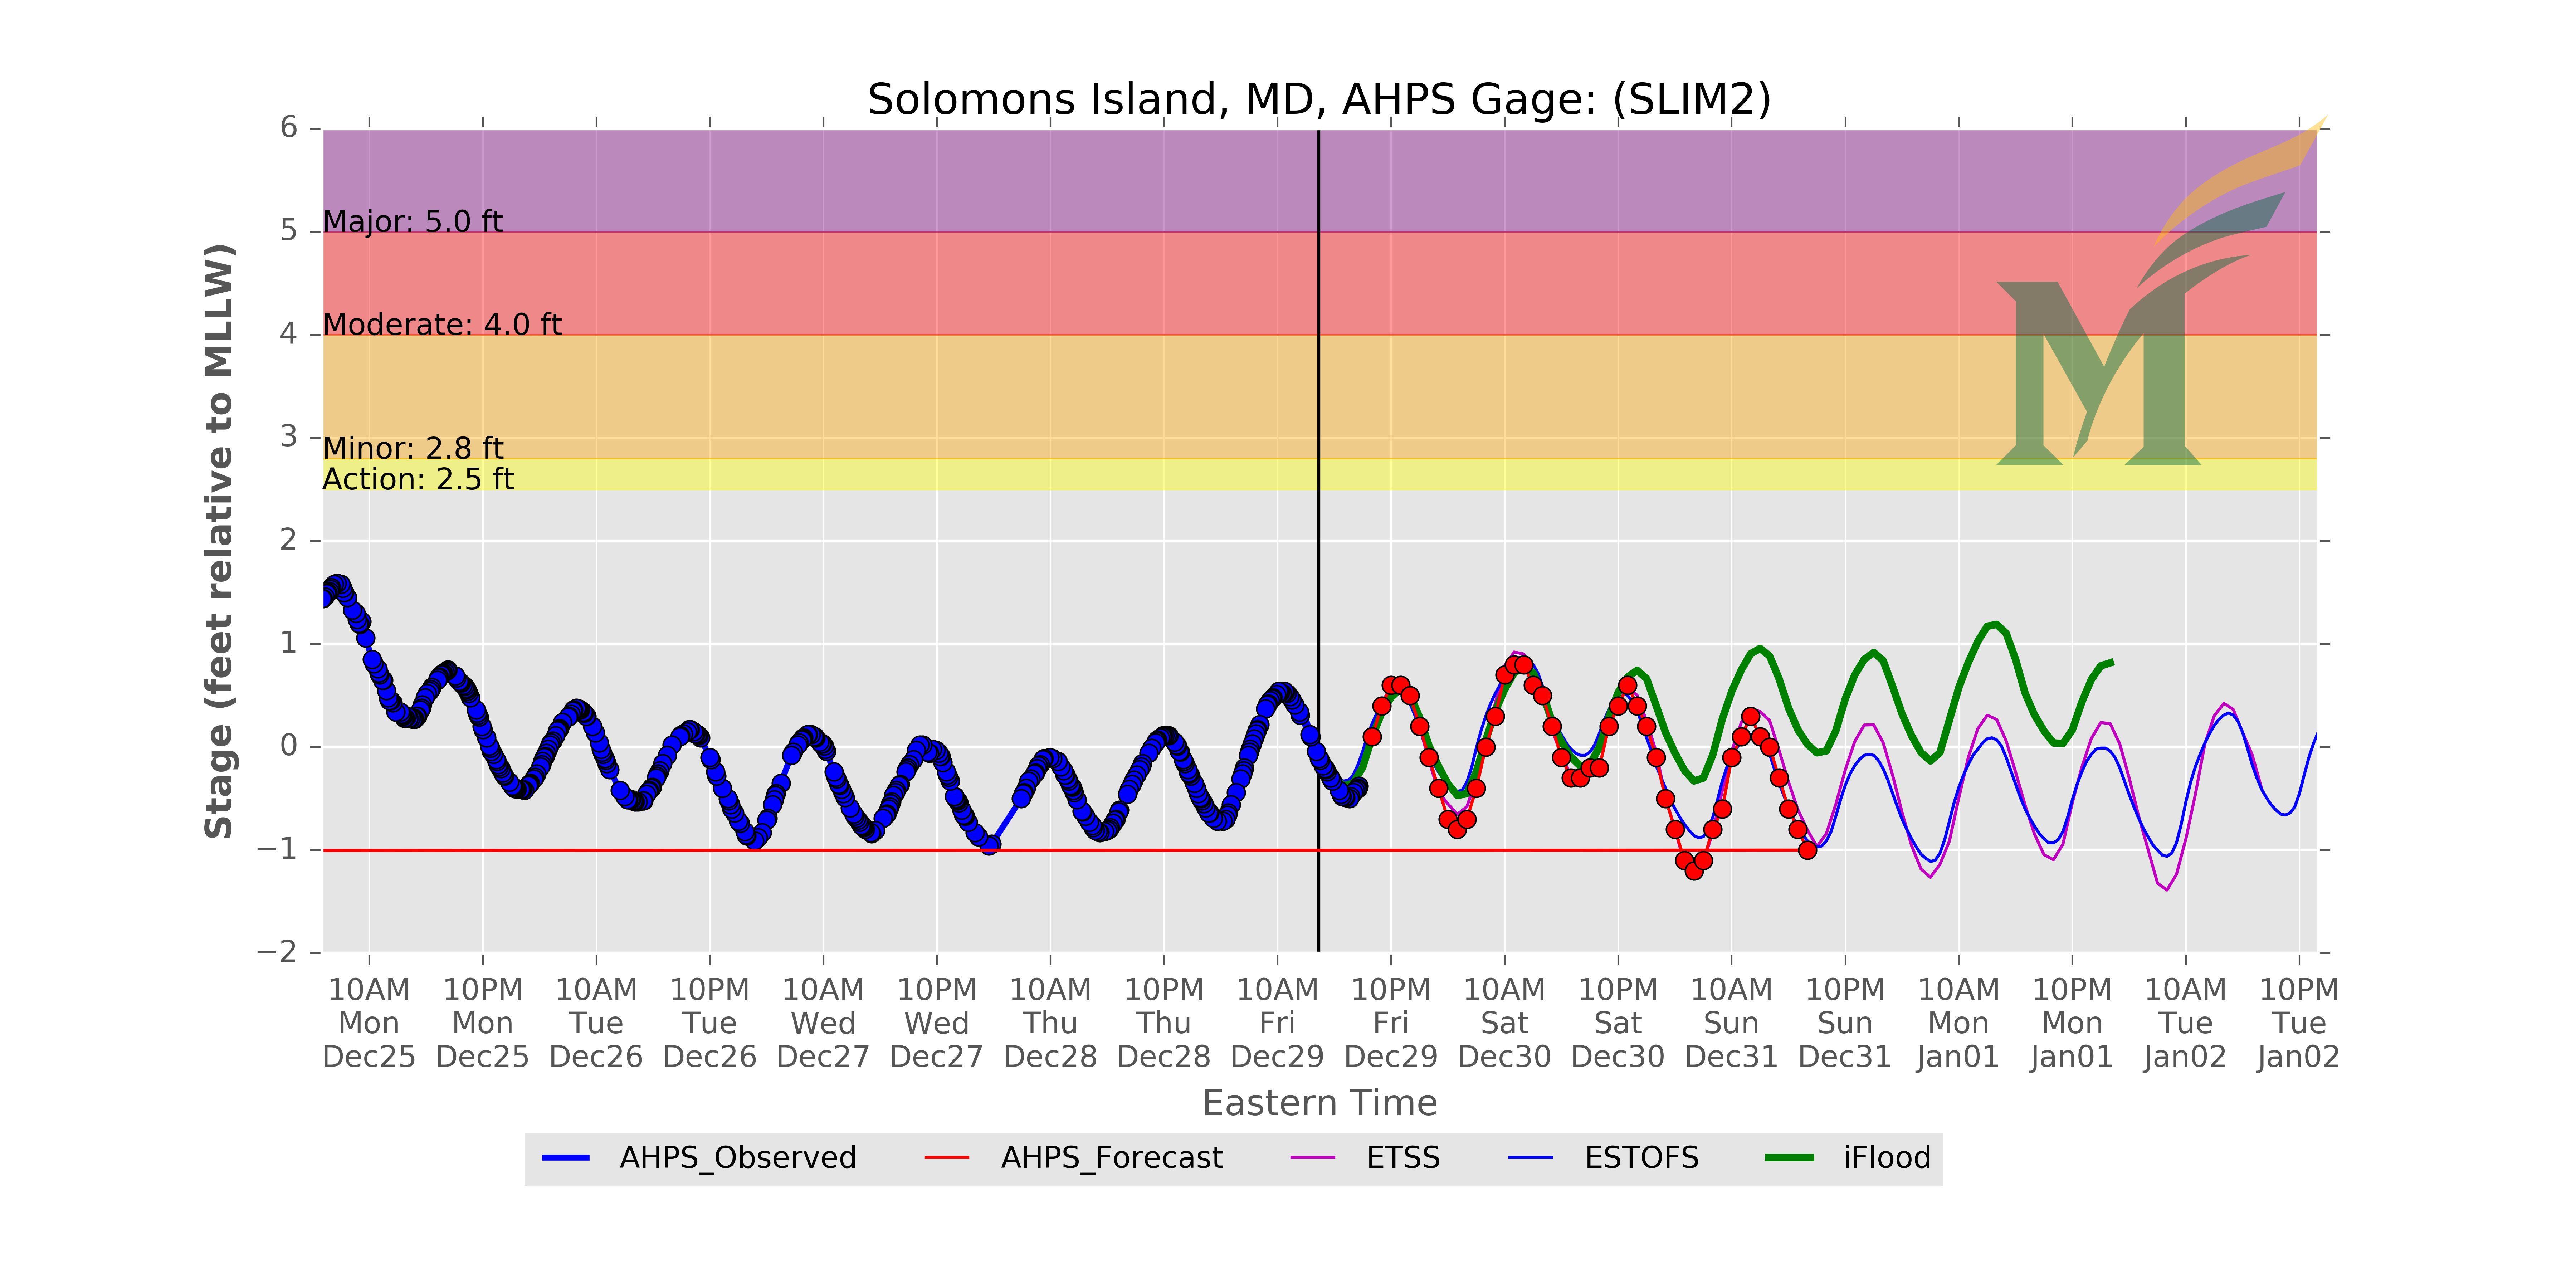 Solomons Island, MD, AHPS Gage: (SLIM2)
Stage (feet relative to MLLW)
6
5
4
3
2
1
0
−1
−2
Major: 5.0 ft
Moderate: 4.0 ft
Minor: 2.8 ft
Action: 2.5 ft
M
10AM 10PM 10AM 10PM 10AM 10PM 10AM 10PM 10AM 10PM 10AM 10PM 10AM 10PM 10AM 10PM 10AM 10PM
Mon Mon Tue Tue Wed Wed Thu Thu Fri Fri Sat Sat Sun Sun Mon Mon Tue Tue
Dec25 Dec25 Dec26 Dec26 Dec27 Dec27 Dec28 Dec28 Dec29 Dec29 Dec30 Dec30 Dec31 Dec31 Jan01 Jan01 Jan02 Jan02
Eastern Time
AHPS_Observed AHPS_Forecast ETSS ESTOFS iFlood